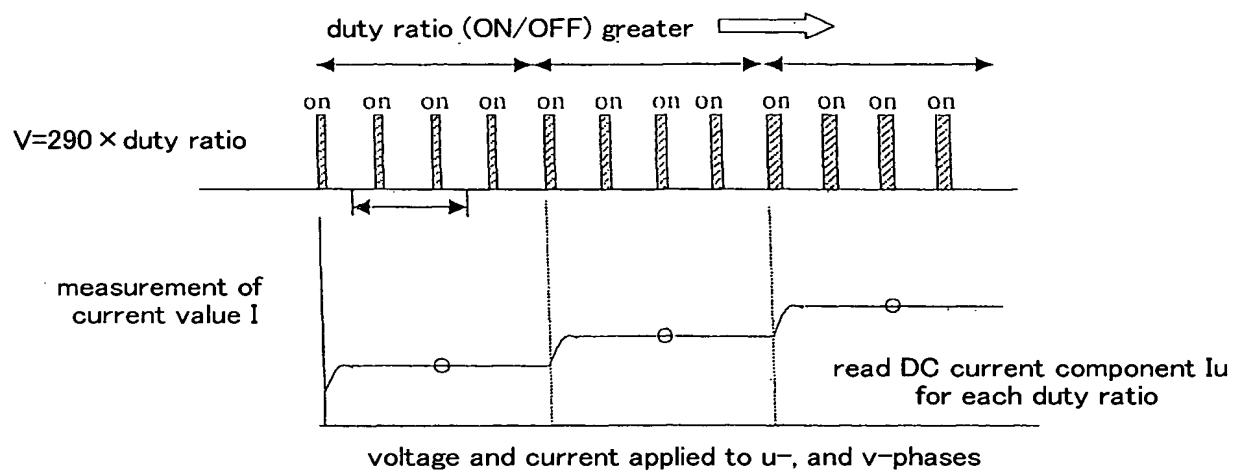 duty ratio (ON/OFF) greater
on on on on on on on on on on on on
V=290 × duty ratio
measurement of
current value I
read DC current component Iu
for each duty ratio
voltage and current applied to u-, and v-phases